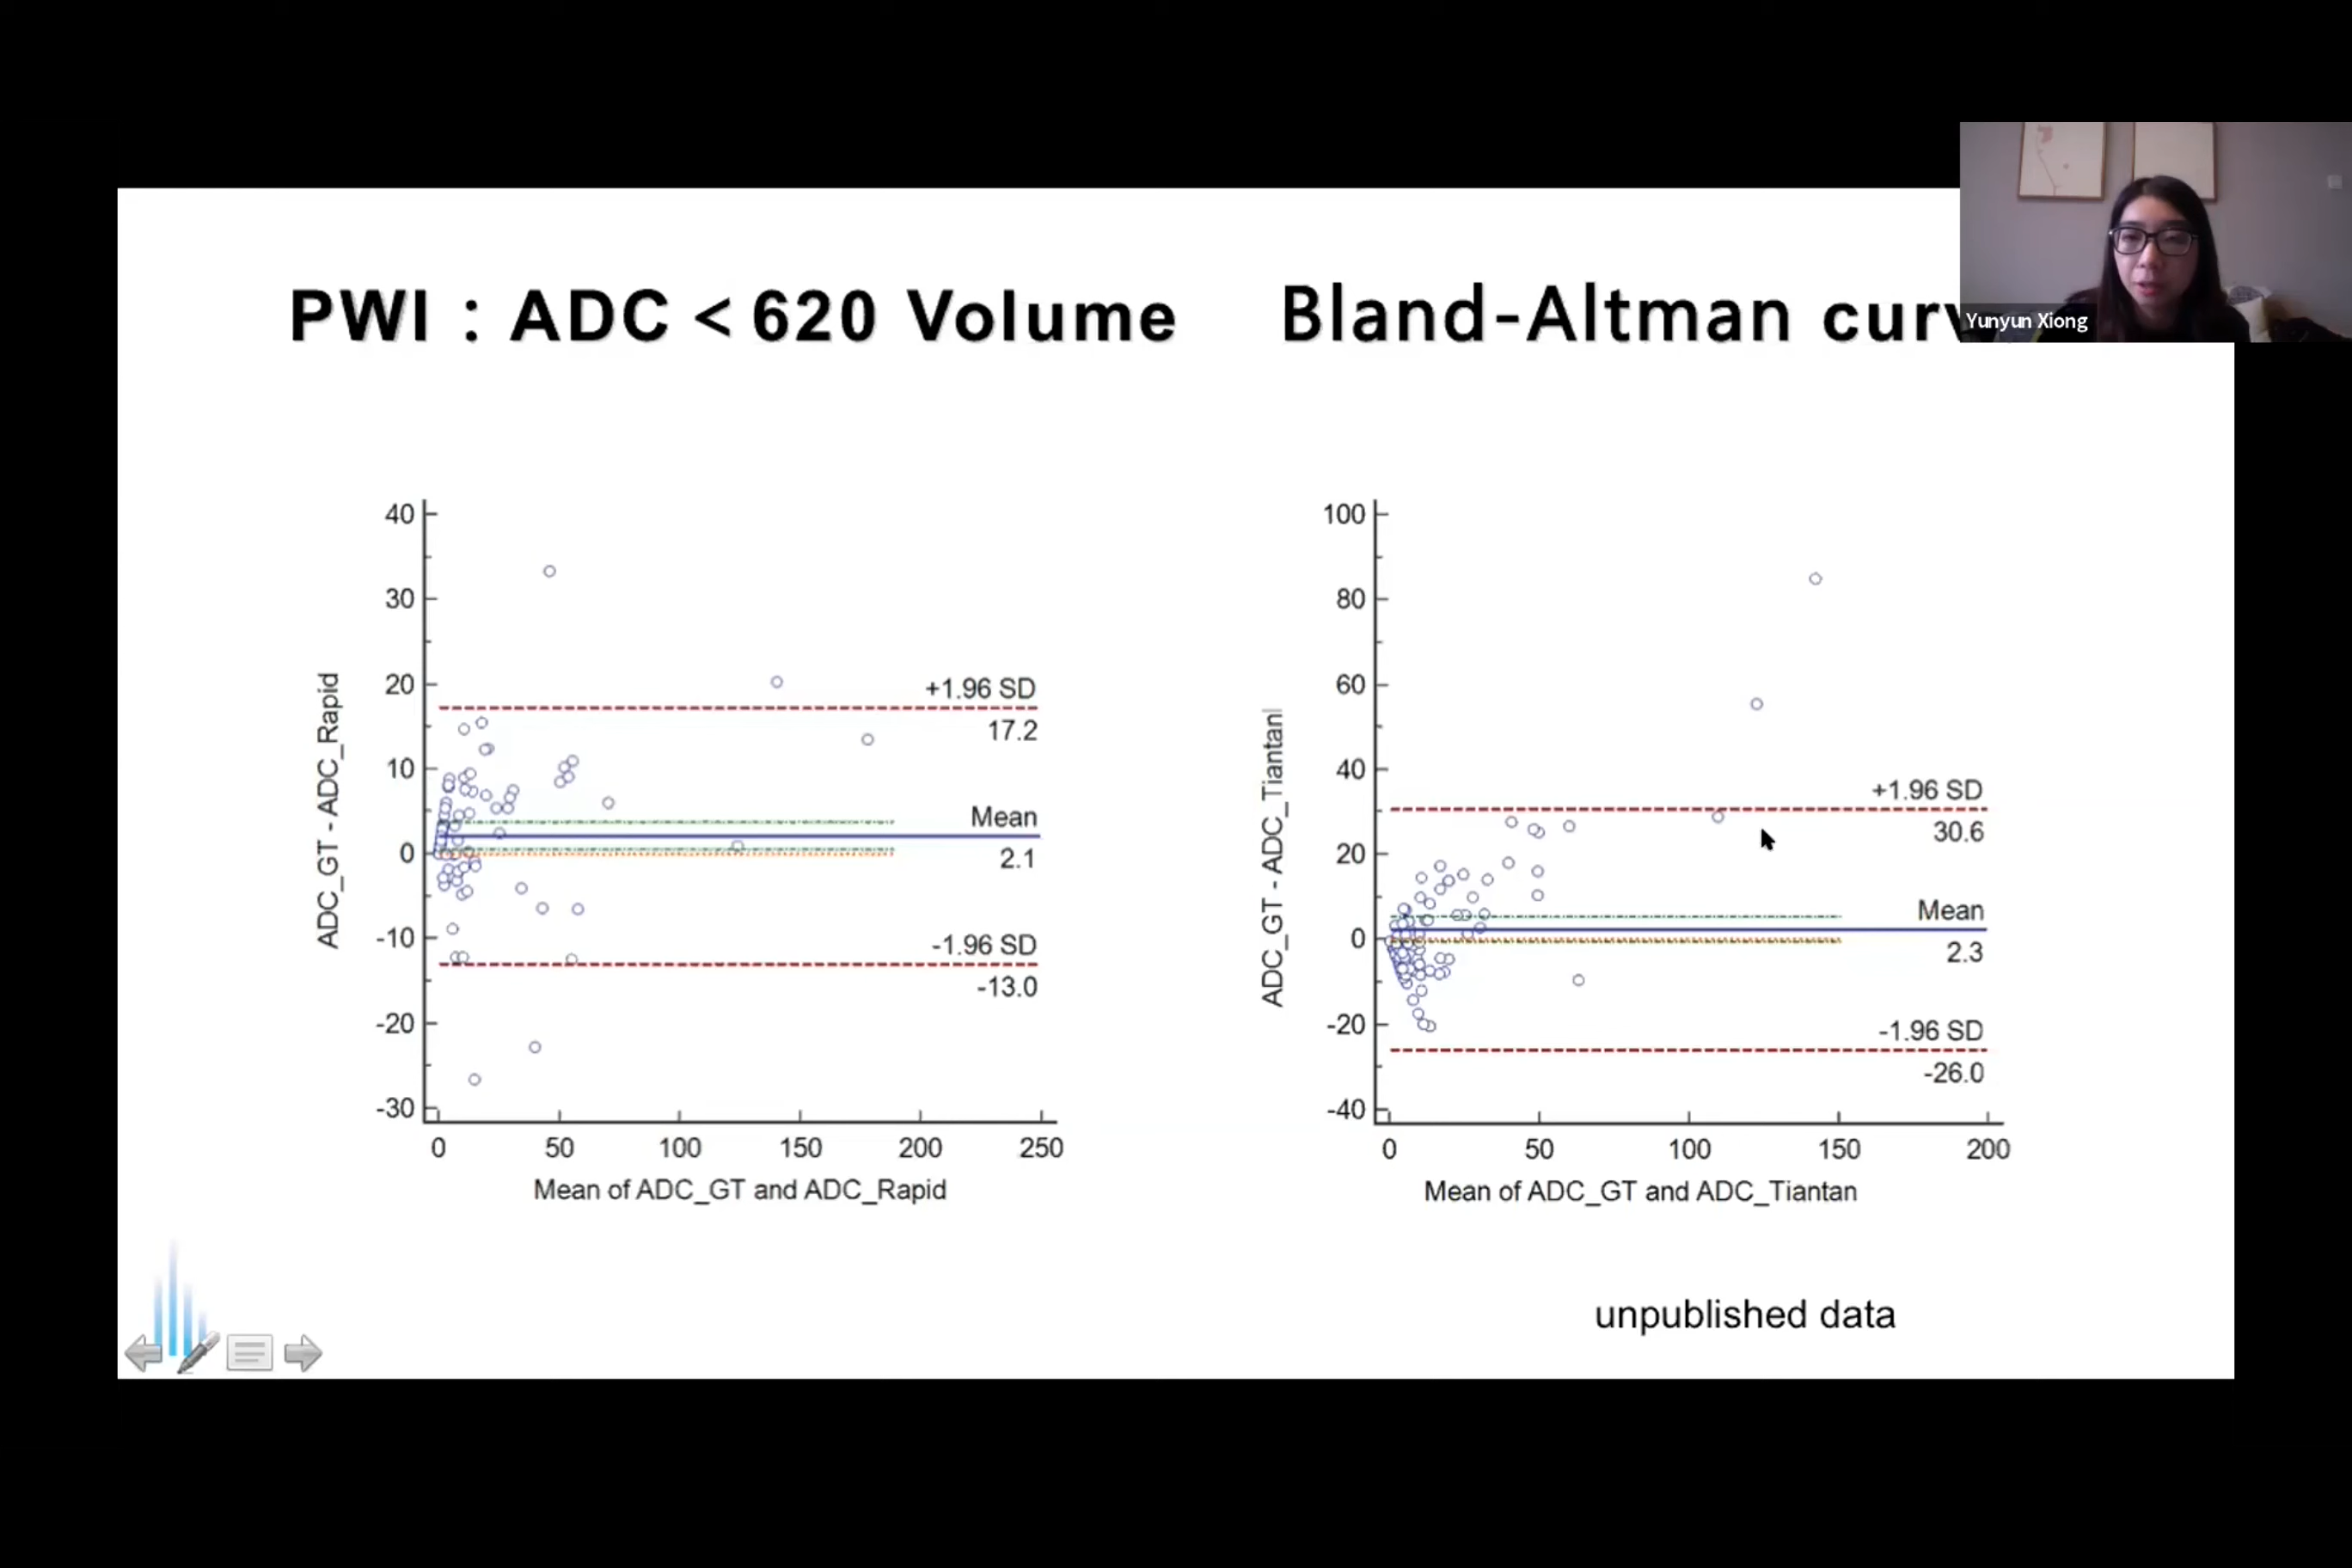 PWI：ADC＜620 Volume Bland-Altman curv
Yunyun Xiong
40
30
20
10
0
-10
-20
-30
ADC_GT - ADC_Rapid
+1.96 SD
17.2
Mean
2.1
-1.96 SD
-13.0
0 50 100 150 200 250
Mean of ADC_GT and ADC_Rapid
100
80
60
40
20
0
-20
-40
ADC_GT - ADC_Tiantanl
+1.96 SD
30.6
Mean
2.3
-1.96 SD
-26.0
0 50 100 150 200
Mean of ADC_GT and ADC_Tiantan
unpublished data